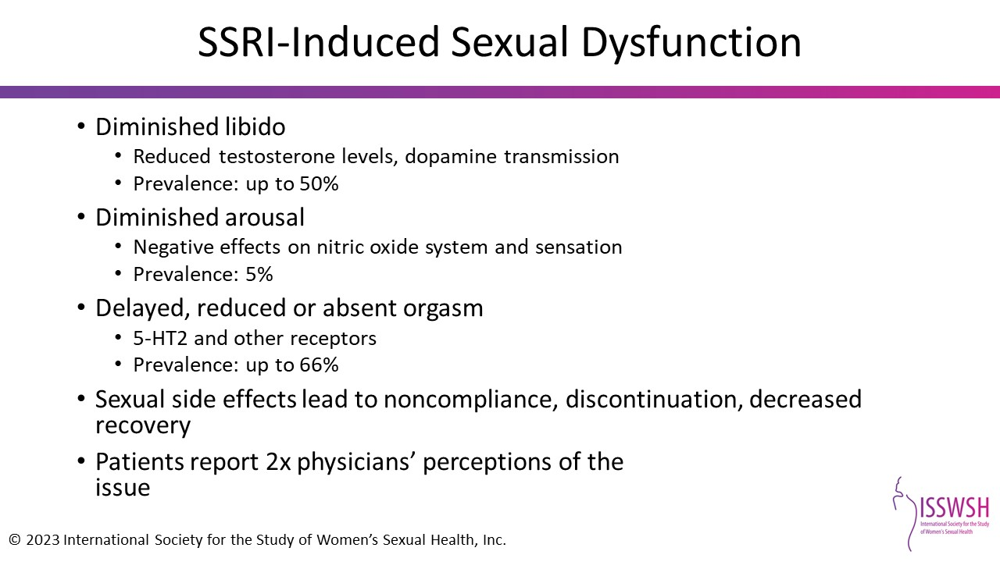 SSRI-Induced Sexual Dysfunction
• Diminished libido
• Reduced testosterone levels, dopamine transmission
• Prevalence: up to 50%
• Diminished arousal
• Negative effects on nitric oxide system and sensation
• Prevalence: 5%
• Delayed, reduced or absent orgasm
• 5-HT2 and other receptors
• Prevalence: up to 66%
• Sexual side effects lead to noncompliance, discontinuation, decreased
recovery
• Patients report 2x physicians’ perceptions of the
issue
ISSWSH
International Society for the Study
of Women's Sexual Health
© 2023 International Society for the Study of Women’s Sexual Health, Inc.